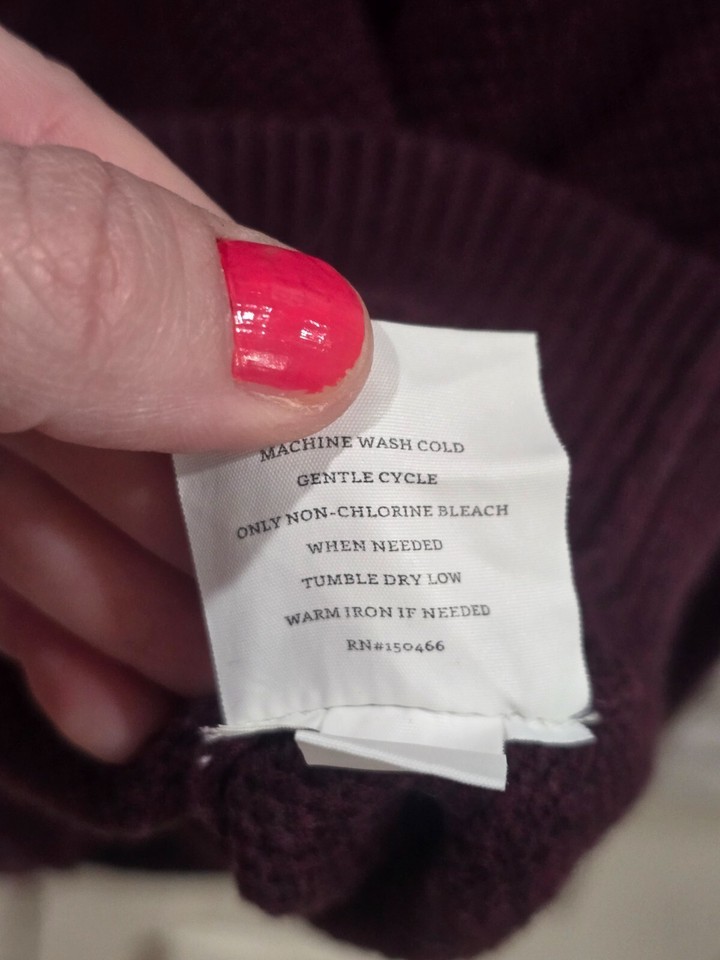 MACHINE WASH COLD
GENTLE CYCLE
ONLY NON-CHLORINE BLEACH
WHEN NEEDED
TUMBLE DRY LOW
WARM IRON IF NEEDED
RN#150466